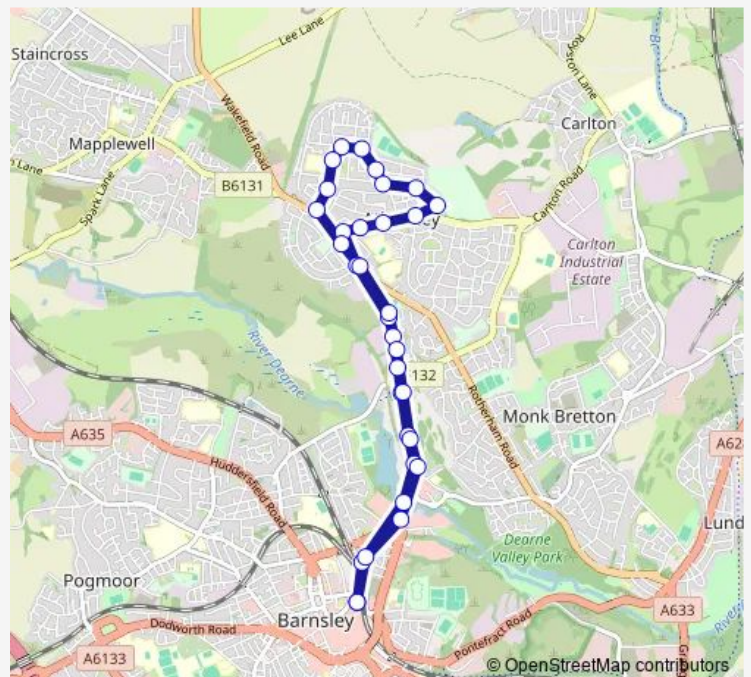 Staincross
Lee Lane
Royston Lane
Carlton
Wakefield Road
Mapplewell
B6131
Spark Lane
n Lane
Carlton Road
ey
Carlton
Industrial
Estate
River Dearne
132
Rotherham Road
Monk Bretton
A635
A62
Huddersfield Road
Lund
Dearne
Valley Park
Pogmoor
A633
Barnsley
Dodworth Road
Pontefract Road
A6133
© OpenStreetMap contributors